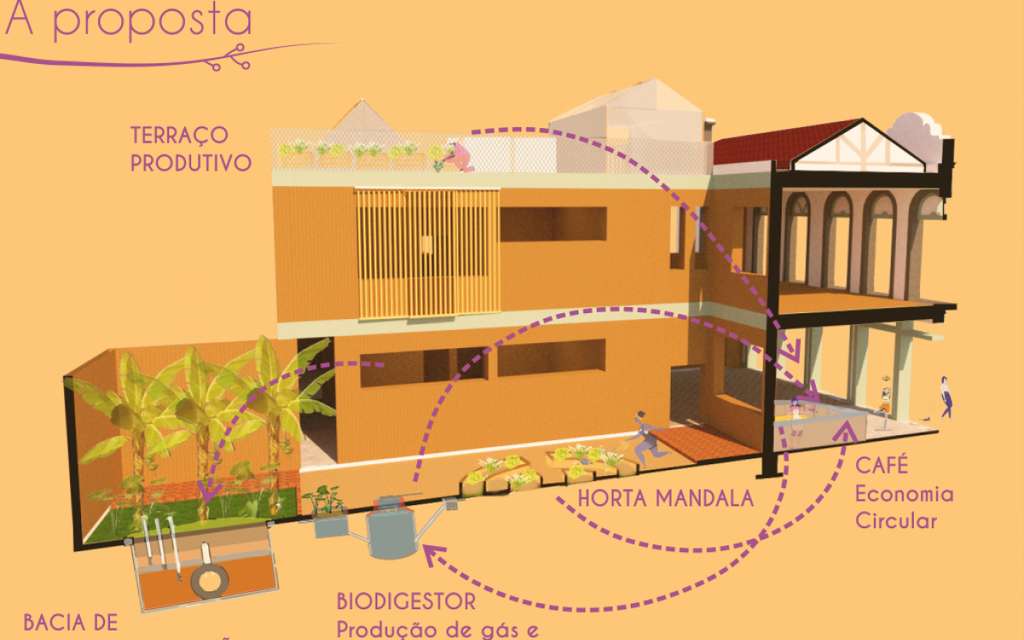 A proposta
TERRAÇO
PRODUTIVO
HORTA MANDALA
CAFÉ
Economia
Circular
BIODIGESTOR
Produção de gás e
BACIA DE